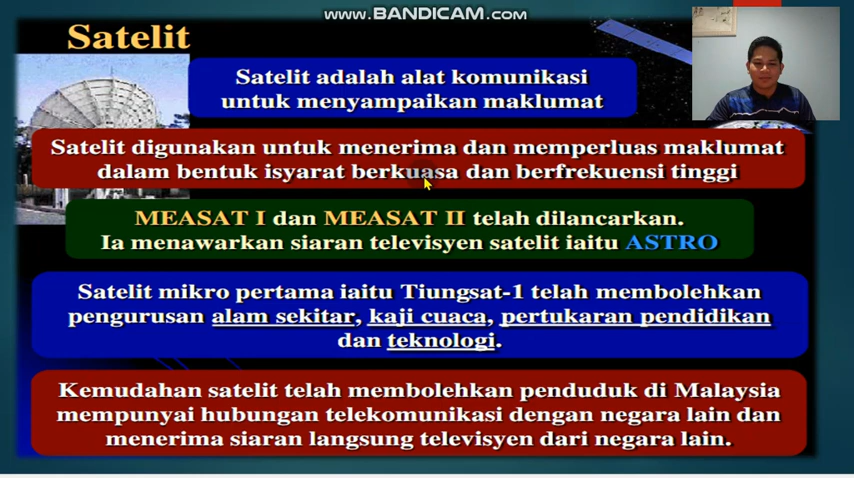 www.BANDICAM.com
Satelit
Satelit adalah alat komunikasi
untuk menyampaikan maklumat
Satelit digunakan untuk menerima dan memperluas maklumat
dalam bentuk isyarat berkuasa dan berfrekuensi tinggi
MEASAT I dan MEASAT II telah dilancarkan.
Ia menawarkan siaran televisyen satelit iaitu ASTRO
Satelit mikro pertama iaitu Tiungsat-1 telah membolehkan
pengurusan alam sekitar, kaji cuaca, pertukaran pendidikan
dan teknologi.
Kemudahan satelit telah membolehkan penduduk di Malaysia
mempunyai hubungan telekomunikasi dengan negara lain dan
menerima siaran langsung televisyen dari negara lain.